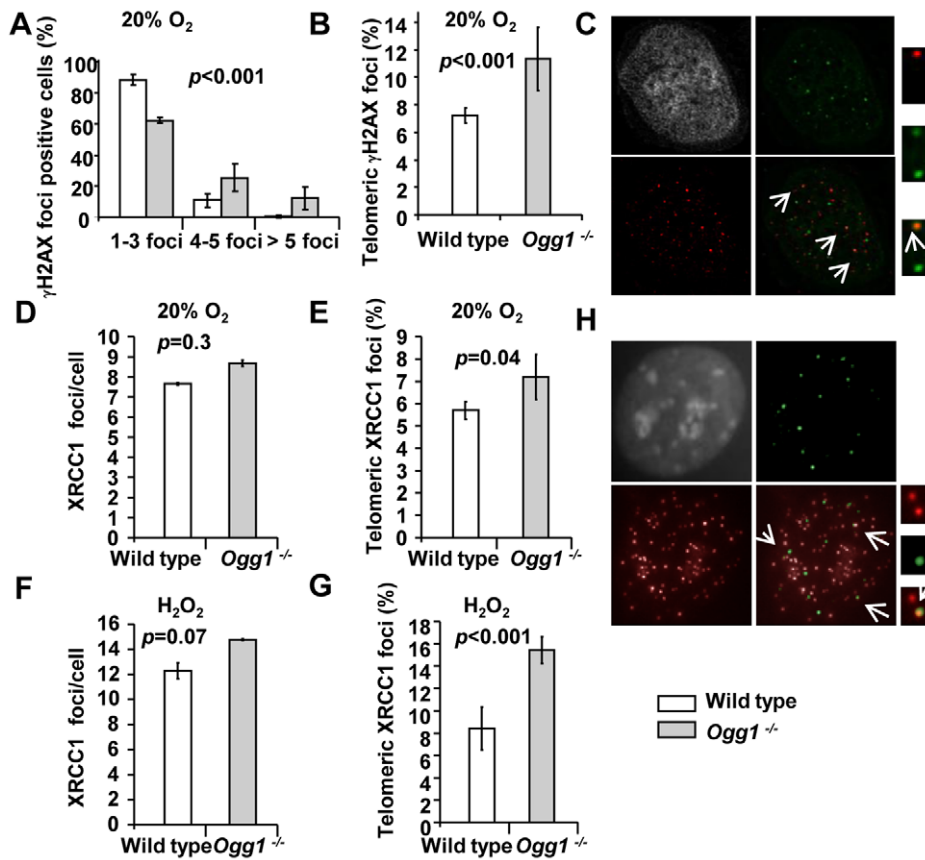 A
20% O2
p<0.001
γH2AX foci positive cells (%)
100
80
60
40
20
0
1-3 foci 4-5 foci > 5 foci
B
20% O2
p<0.001
Telomeric γH2AX foci (%)
14
12
10
8
6
4
2
0
Wild type Ogg1 -/-
C
D
20% O2
p=0.3
XRCC1 foci/cell
10
9
8
7
6
5
4
3
2
1
0
Wild type Ogg1 -/-
E
20% O2
p=0.04
Telomeric XRCC1 foci (%)
9
8
7
6
5
4
3
2
1
0
Wild type Ogg1 -/-
H
F
H2O2
p=0.07
XRCC1 foci/cell
16
14
12
10
8
6
4
2
0
Wild type Ogg1 -/-
G
H2O2
p<0.001
Telomeric XRCC1 foci (%)
18
16
14
12
10
8
6
4
2
0
Wild type Ogg1 -/-
Wild type
Ogg1 -/-